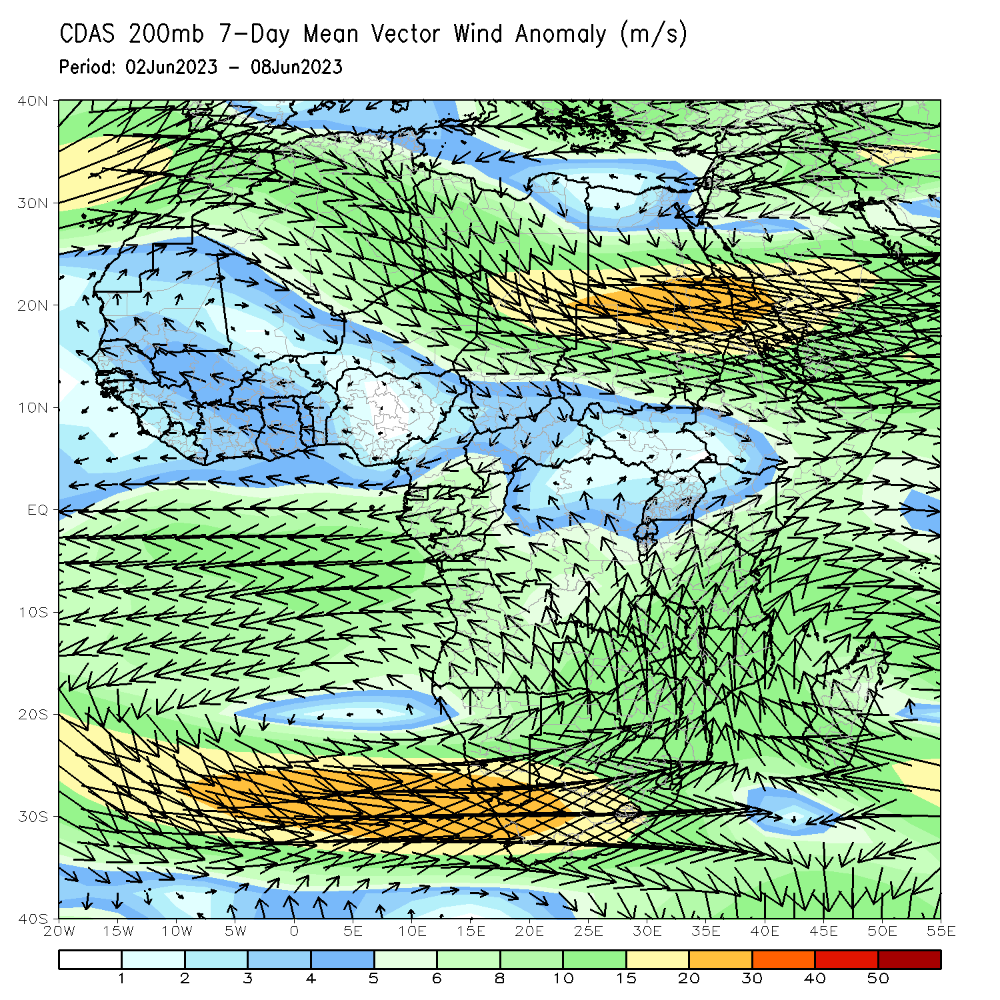 CDAS 200mb 7-Day Mean Vector Wind Anomaly (m/s)
Period: 02Jun2023 - 08Jun2023
40N
30N
20N
10N
EQ
10S
20S
30S
40S
20W 15W 10W 5W 0 5E 10E 15E 20E 25E 30E 35E 40E 45E 50E 55E
1 2 3 4 5 6 8 10 15 20 30 40 50